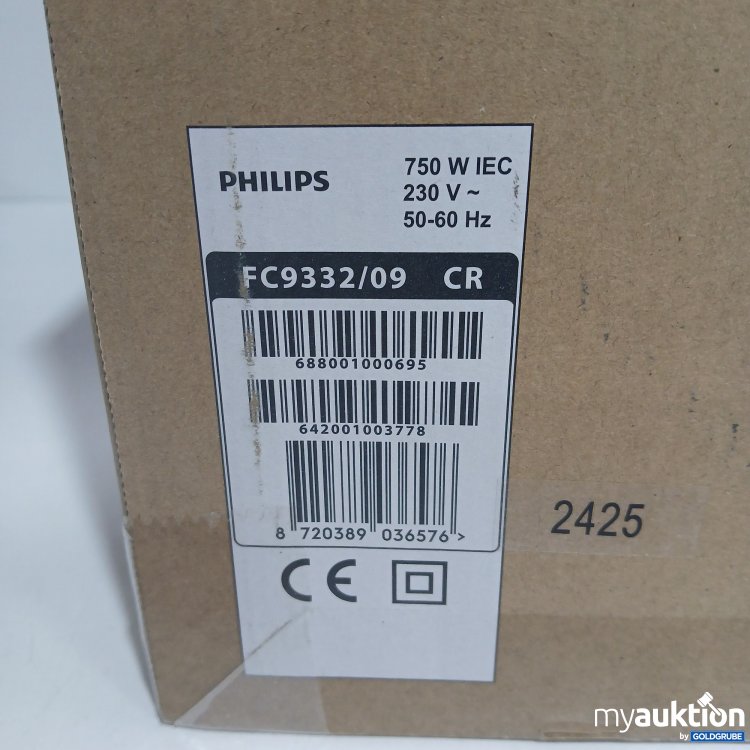 PHILIPS
750 W IEC
230 V ~
50-60 Hz
FC9332/09 CR
688001000695
642001003778
8 720389 036576 >
CE
2425
myauktion
by GOLDGRUBE